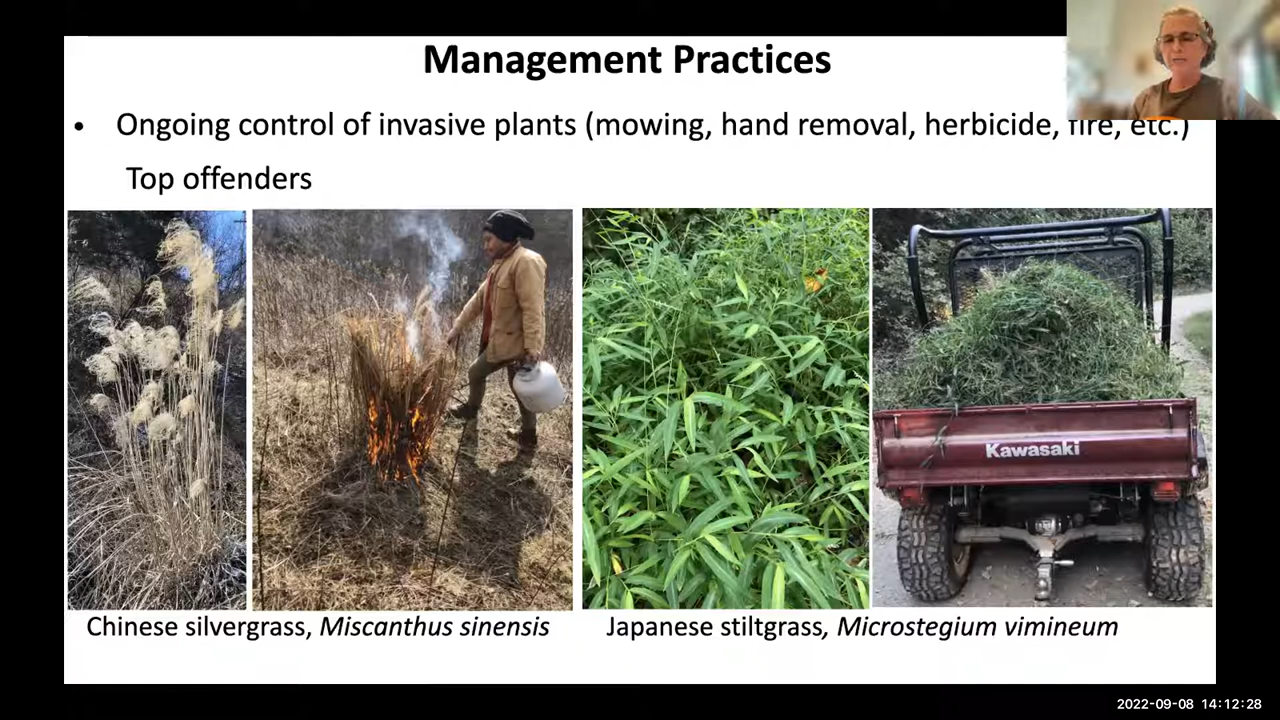 Management Practices
• Ongoing control of invasive plants (mowing, hand removal, herbicide, fire, etc.)
Top offenders
Kawasaki
Chinese silvergrass, Miscanthus sinensis
Japanese stiltgrass, Microstegium vimineum
2022-09-08 14:12:28